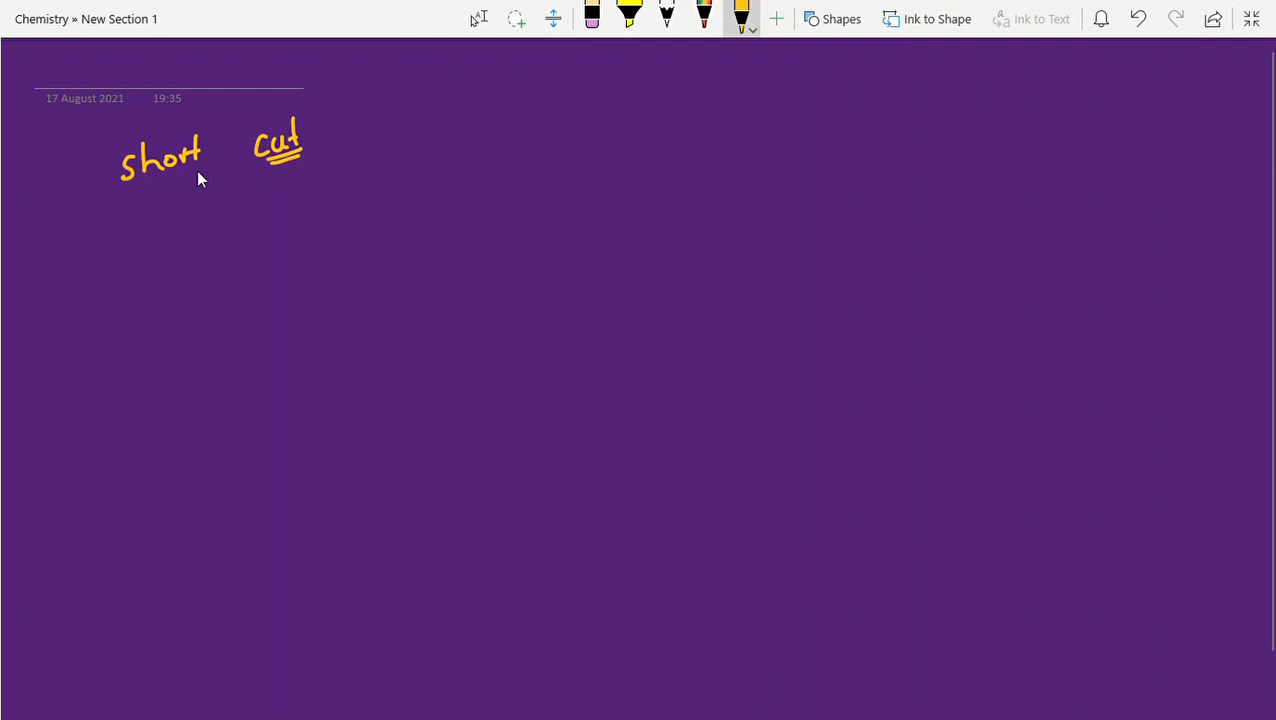 Chemistry » New Section 1
Shapes
Ink to Shape
Ink to Text
17 August 2021 19:35
short cut